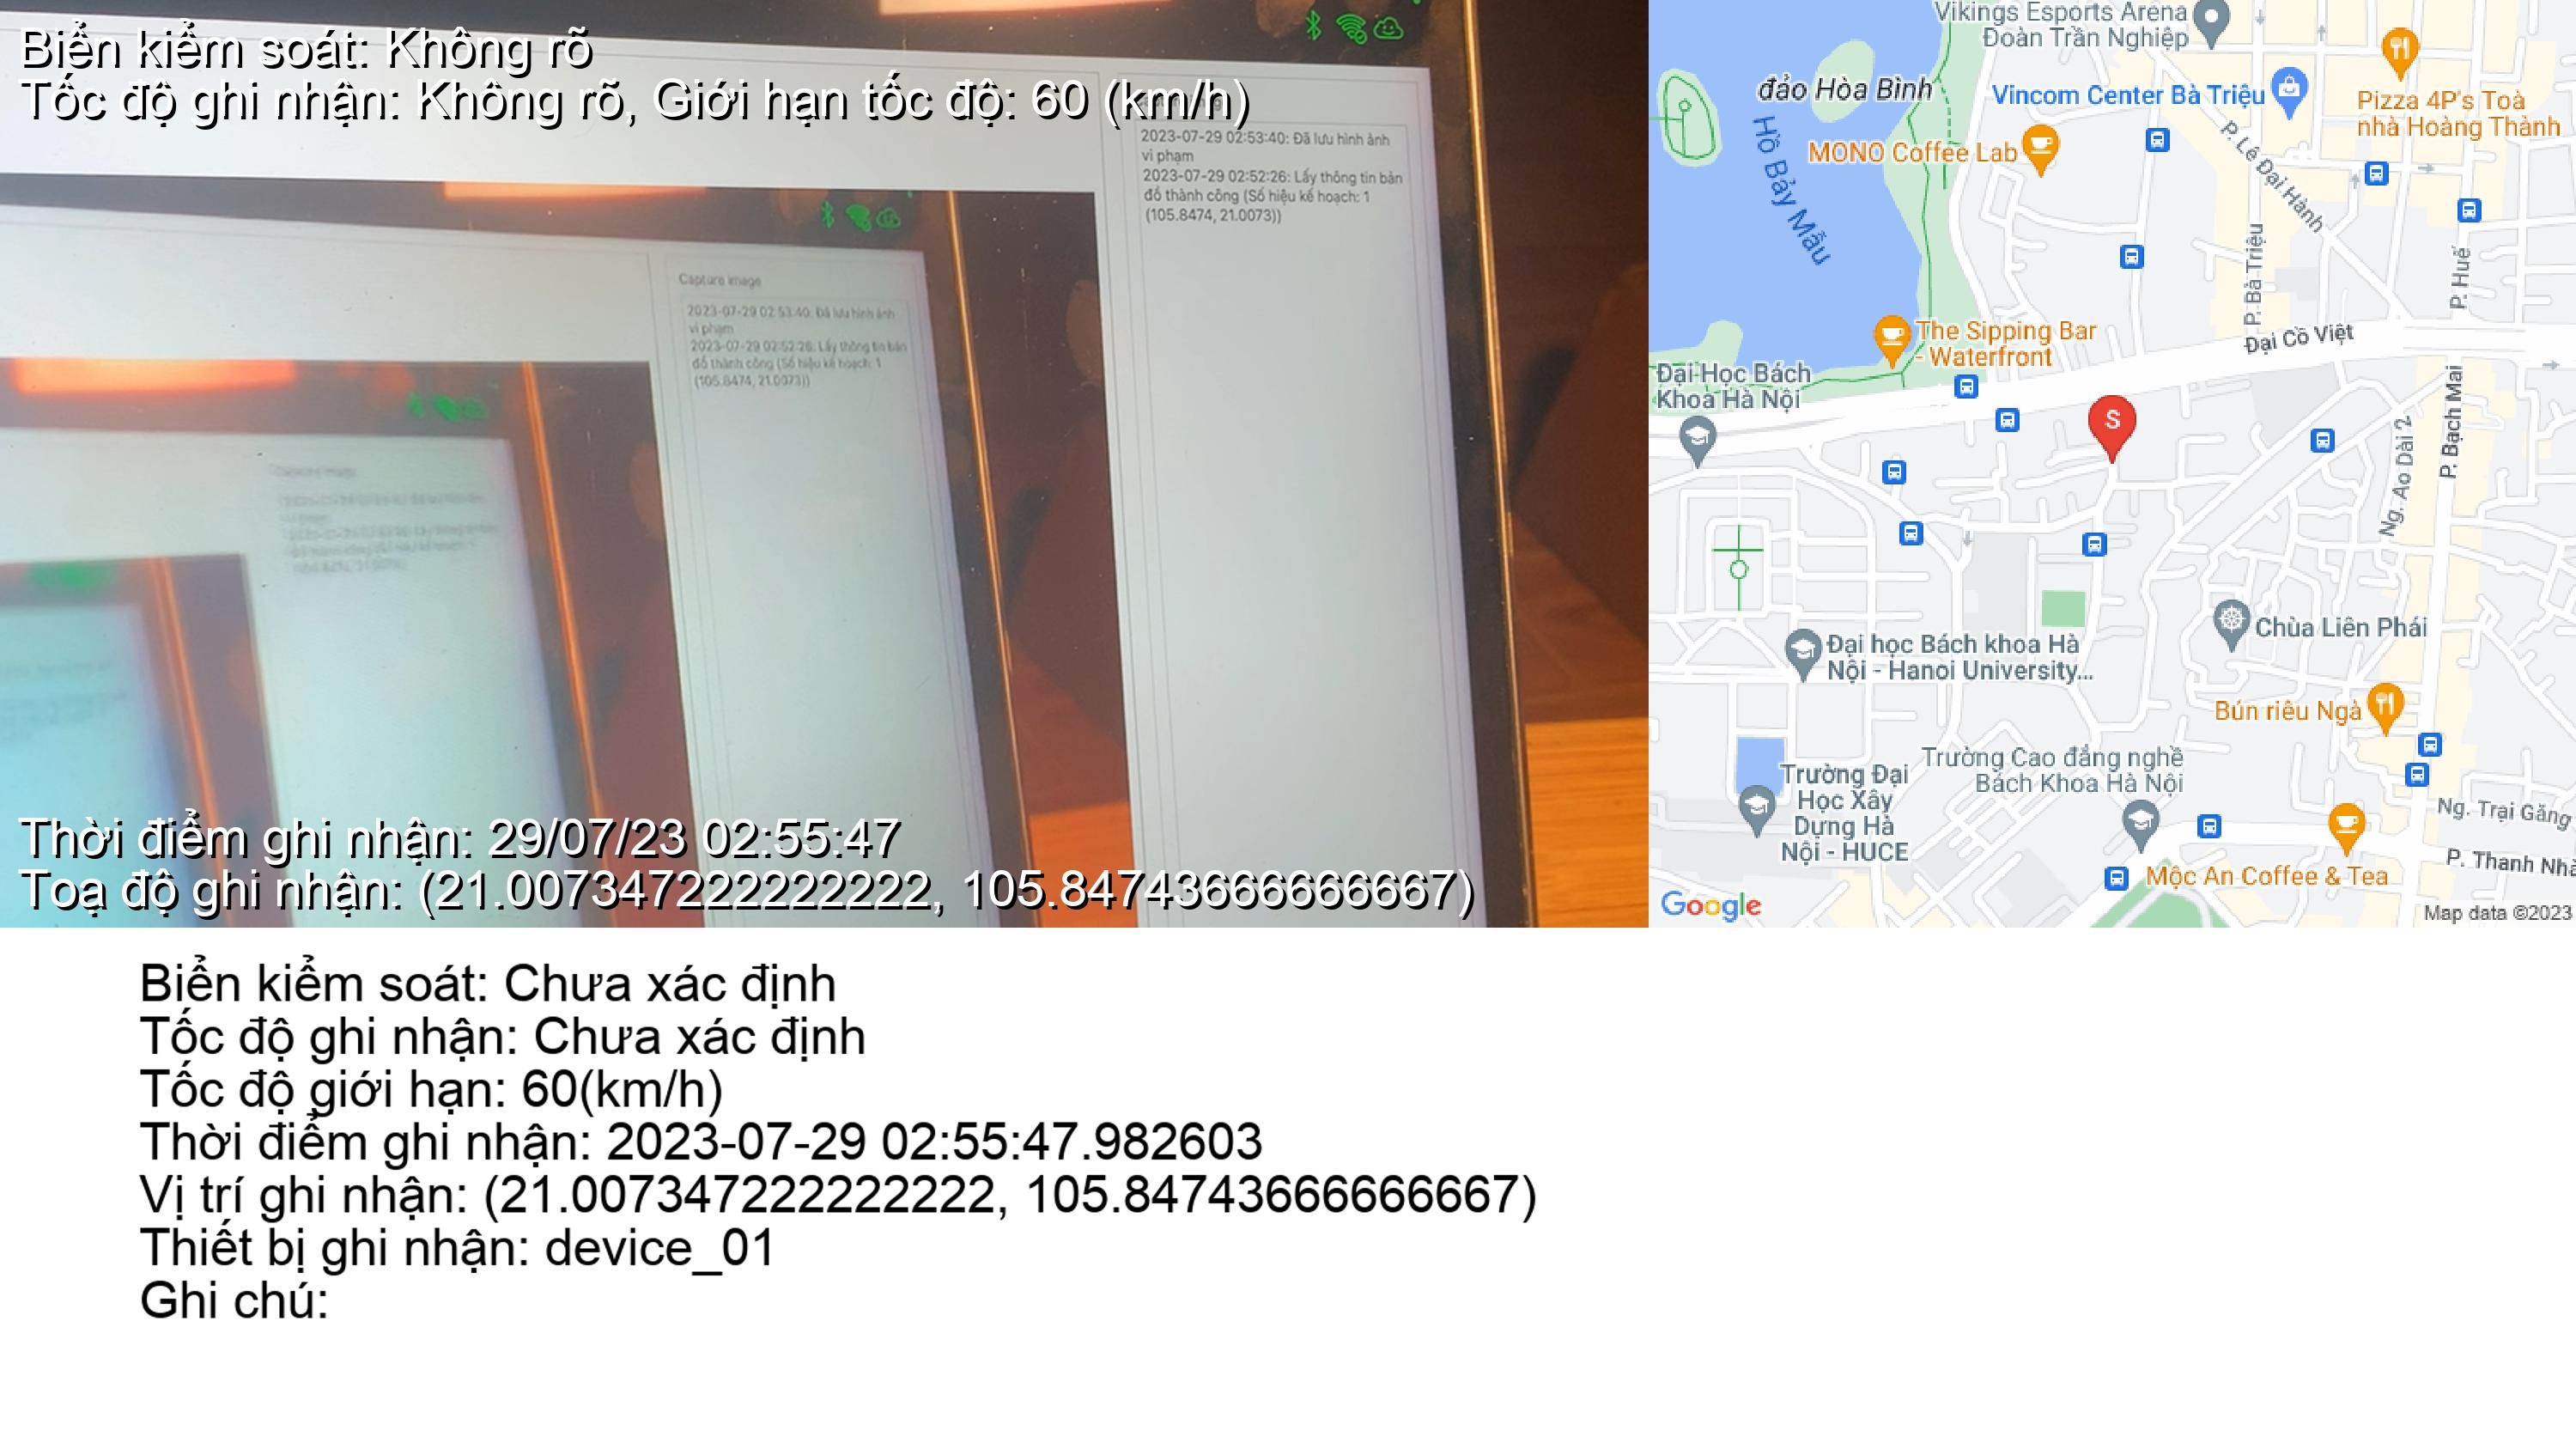 Biển kiểm soát: Không rõ
Tốc độ ghi nhận: Không rõ, Giới hạn tốc độ: 60 (km/h)
2023-07-29 02:53:40: Đã lưu hình ảnh
vi phạm
2023-07-29 02:52:26: Lấy thông tin bản
đồ thành công (Số hiệu kế hoạch: 1
(105.8474, 21.0073))
Capture image
2023-07-29 02:53:40: Đã lưu hình ảnh
vi phạm
2023-07-29 02:52:26: Lấy thông tin bản
đồ thành công (Số hiệu kế hoạch: 1
(105.8474, 21.0073))
Thời điểm ghi nhận: 29/07/23 02:55:47
Toạ độ ghi nhận: (21.007347222222222, 105.84743666666667)
Vikings Esports Arena
Đoàn Trần Nghiệp
đảo Hòa Bình
Vincom Center Bà Triệu
Pizza 4P's Toà
nhà Hoàng Thành
MONO Coffee Lab
Hồ Bảy Mẫu
P. Lê Đại Hành
P. Bà Triệu
P. Huế
The Sipping Bar
- Waterfront
Đại Cồ Việt
Đại Học Bách
Khoa Hà Nội
S
P. Bạch Mai
Ng. Ao Dài 2
Chùa Liên Phái
Đại học Bách khoa Hà
Nội - Hanoi University...
Bún riêu Ngà
Trường Cao đẳng nghề
Bách Khoa Hà Nội
Trường Đại
Học Xây
Dựng Hà
Nội - HUCE
Ng. Trại Găng
P. Thanh Nhà
Mộc An Coffee & Tea
Google
Map data ©2023
Biển kiểm soát: Chưa xác định
Tốc độ ghi nhận: Chưa xác định
Tốc độ giới hạn: 60(km/h)
Thời điểm ghi nhận: 2023-07-29 02:55:47.982603
Vị trí ghi nhận: (21.007347222222222, 105.84743666666667)
Thiết bị ghi nhận: device_01
Ghi chú: